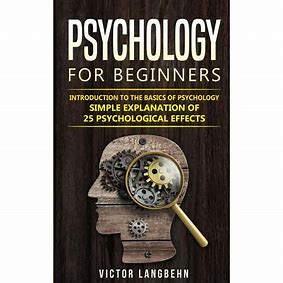 PSYCHOLOGY
FOR BEGINNERS
INTRODUCTION TO THE BASICS OF PSYCHOLOGY
SIMPLE EXPLANATION OF
25 PSYCHOLOGICAL EFFECTS
VICTOR LANGBEHN